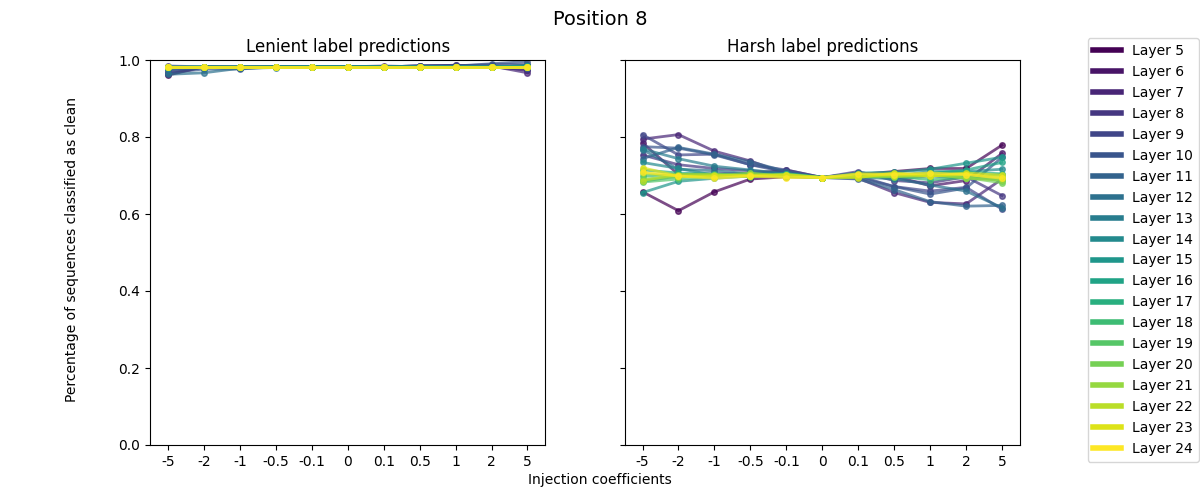 Position 8
Lenient label predictions
Harsh label predictions
Percentage of sequences classified as clean
1.0
0.8
0.6
0.4
0.2
0.0
-5 -2 -1 -0.5 -0.1 0 0.1 0.5 1 2 5
-5 -2 -1 -0.5 -0.1 0 0.1 0.5 1 2 5
Injection coefficients
Layer 5
Layer 6
Layer 7
Layer 8
Layer 9
Layer 10
Layer 11
Layer 12
Layer 13
Layer 14
Layer 15
Layer 16
Layer 17
Layer 18
Layer 19
Layer 20
Layer 21
Layer 22
Layer 23
Layer 24